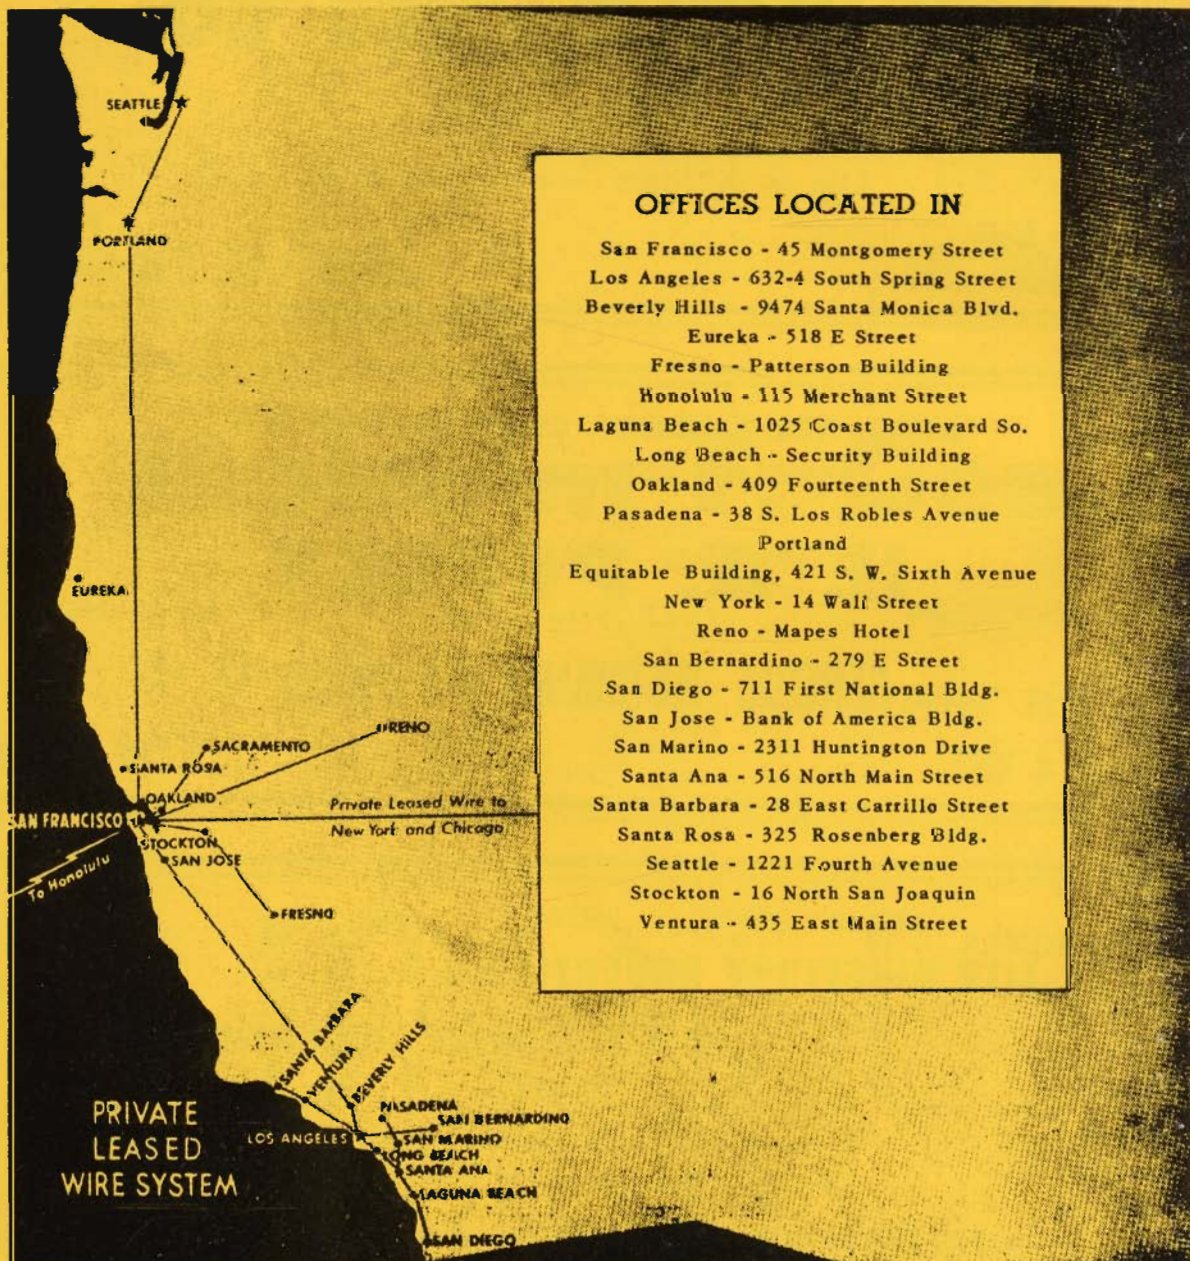 SEATTLE
PORTLAND
EUREKA
RENO
SACRAMENTO
SANTA ROSA
OAKLAND
SAN FRANCISCO
Private Leased Wire to
New York and Chicago
STOCKTON
SAN JOSE
To Honolulu
FRESNO
SANTA BARBARA
VENTURA
BEVERLY HILLS
PASADENA
SAN BERNARDINO
LOS ANGELES
SAN MARINO
LONG BEACH
SANTA ANA
LAGUNA BEACH
SAN DIEGO
PRIVATE
LEASED
WIRE SYSTEM
OFFICES LOCATED IN
San Francisco - 45 Montgomery Street
Los Angeles - 632-4 South Spring Street
Beverly Hills - 9474 Santa Monica Blvd.
Eureka - 518 E Street
Fresno - Patterson Building
Honolulu - 115 Merchant Street
Laguna Beach - 1025 Coast Boulevard So.
Long Beach - Security Building
Oakland - 409 Fourteenth Street
Pasadena - 38 S. Los Robles Avenue
Portland
Equitable Building, 421 S. W. Sixth Avenue
New York - 14 Wall Street
Reno - Mapes Hotel
San Bernardino - 279 E Street
San Diego - 711 First National Bldg.
San Jose - Bank of America Bldg.
San Marino - 2311 Huntington Drive
Santa Ana - 516 North Main Street
Santa Barbara - 28 East Carrillo Street
Santa Rosa - 325 Rosenberg Bldg.
Seattle - 1221 Fourth Avenue
Stockton - 16 North San Joaquin
Ventura - 435 East Main Street